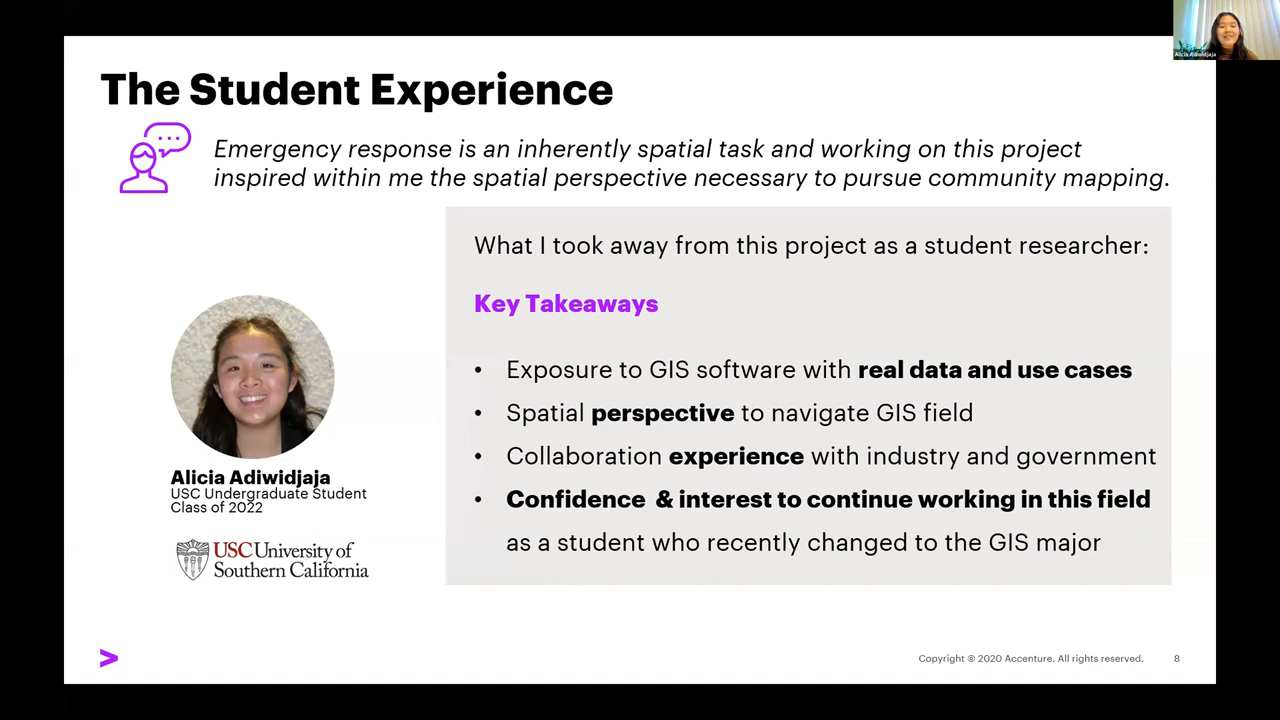 Alicia Adiwidjaja
The Student Experience
Emergency response is an inherently spatial task and working on this project
inspired within me the spatial perspective necessary to pursue community mapping.
What I took away from this project as a student researcher:
Key Takeaways
• Exposure to GIS software with real data and use cases
• Spatial perspective to navigate GIS field
• Collaboration experience with industry and government
• Confidence & interest to continue working in this field
as a student who recently changed to the GIS major
Alicia Adiwidjaja
USC Undergraduate Student
Class of 2022
USC University of
Southern California
>
Copyright © 2020 Accenture. All rights reserved.
8